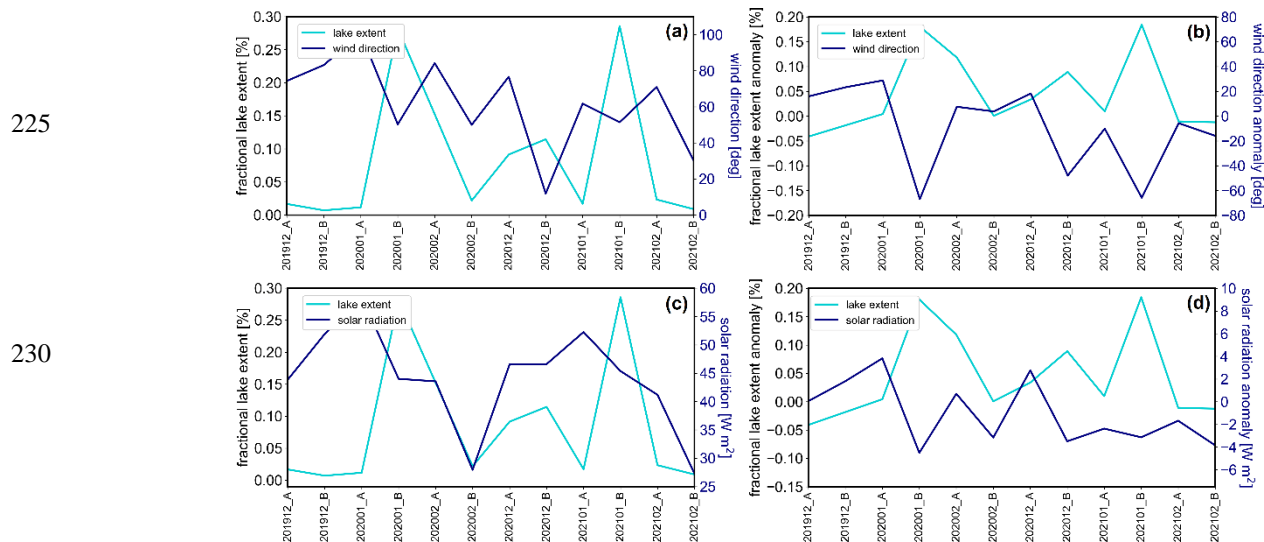 225
230
fractional lake extent [%]
0.30
0.25
0.20
0.15
0.10
0.05
0.00
lake extent
wind direction
(a)
100
80
60
40
20
0
wind direction [deg]
201912_A
201912_B
202001_A
202001_B
202002_A
202002_B
202012_A
202012_B
202101_A
202101_B
202102_A
202102_B
fractional lake extent anomaly [%]
0.20
0.15
0.10
0.05
0.00
−0.05
−0.10
−0.15
−0.20
lake extent
wind direction
(b)
80
60
40
20
0
−20
−40
−60
−80
wind direction anomaly [deg]
201912_A
201912_B
202001_A
202001_B
202002_A
202002_B
202012_A
202012_B
202101_A
202101_B
202102_A
202102_B
fractional lake extent [%]
0.30
0.25
0.20
0.15
0.10
0.05
0.00
lake extent
solar radiation
(c)
60
55
50
45
40
35
30
25
solar radiation [W m²]
201912_A
201912_B
202001_A
202001_B
202002_A
202002_B
202012_A
202012_B
202101_A
202101_B
202102_A
202102_B
fractional lake extent anomaly [%]
0.20
0.15
0.10
0.05
0.00
−0.05
−0.10
−0.15
lake extent
solar radiation
(d)
10
8
6
4
2
0
−2
−4
−6
solar radiation anomaly [W m²]
201912_A
201912_B
202001_A
202001_B
202002_A
202002_B
202012_A
202012_B
202101_A
202101_B
202102_A
202102_B